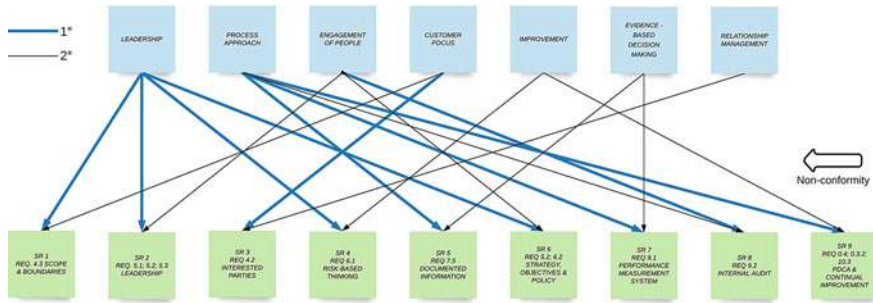 1°
2°
LEADERSHIP
PROCESS
APPROACH
ENGAGEMENT
OF PEOPLE
CUSTOMER
FOCUS
IMPROVEMENT
EVIDENCE -
BASED
DECISION
MAKING
RELATIONSHIP
MANAGEMENT
Non-conformity
SR 1
REQ. 4.3 SCOPE
& BOUNDARIES
SR 2
REQ. 5.1; 5.2; 5.3
LEADERSHIP
SR 3
REQ 4.2
INTERESTED
PARTIES
SR 4
REQ 6.1
RISK-BASED
THINKING
SR 5
REQ 7.5
DOCUMENTED
INFORMATION
SR 6
REQ 5.2; 6.2
STRATEGY,
OBJECTIVES &
POLICY
SR 7
REQ 9.1
PERFORMANCE
MEASUREMENT
SYSTEM
SR 8
REQ 9.2
INTERNAL AUDIT
SR 9
REQ 0.4; 0.3.2;
10.3
PDCA &
CONTINUAL
IMPROVEMENT